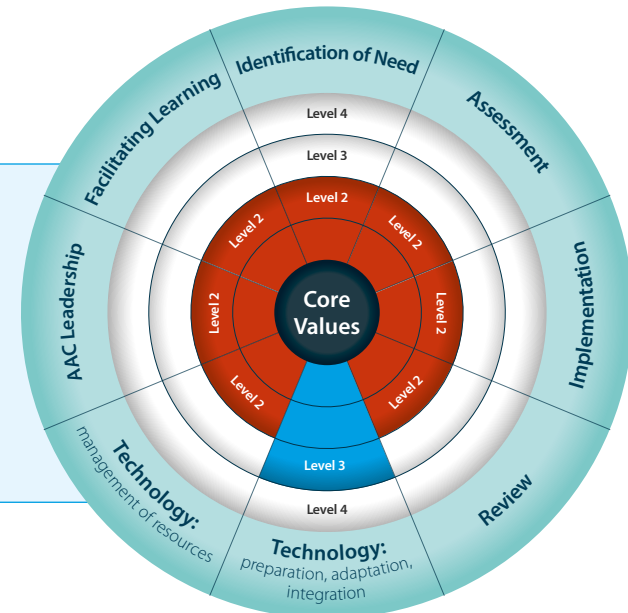 Identification of Need
Assessment
Implementation
Review
Technology:
preparation, adaptation,
integration
Technology:
management of resources
AAC Leadership
Facilitating Learning
Level 4
Level 3
Level 2
Level 2
Level 2
Level 2
Level 3
Level 4
Level 2
Level 2
Level 2
Core
Values